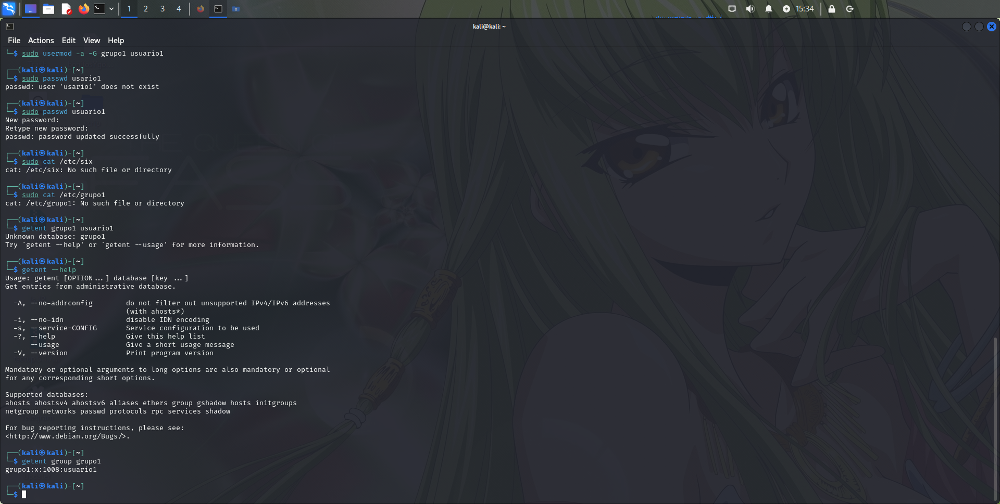 1 2 3 4 15:34
kali@kali: ~
File Actions Edit View Help
└─$ sudo usermod -a -G grupo1 usuario1
┌──(kali㉿kali)-[~]
└─$ sudo passwd usario1
passwd: user 'usario1' does not exist
┌──(kali㉿kali)-[~]
└─$ sudo passwd usuario1
New password:
Retype new password:
passwd: password updated successfully
┌──(kali㉿kali)-[~]
└─$ sudo cat /etc/six
cat: /etc/six: No such file or directory
┌──(kali㉿kali)-[~]
└─$ sudo cat /etc/grupo1
cat: /etc/grupo1: No such file or directory
┌──(kali㉿kali)-[~]
└─$ getent grupo1 usuario1
Unknown database: grupo1
Try `getent --help' or `getent --usage' for more information.
┌──(kali㉿kali)-[~]
└─$ getent --help
Usage: getent [OPTION...] database [key ...]
Get entries from administrative database.
-A, --no-addrconfig do not filter out unsupported IPv4/IPv6 addresses
(with ahosts*)
-i, --no-idn disable IDN encoding
-s, --service=CONFIG Service configuration to be used
-?, --help Give this help list
--usage Give a short usage message
-V, --version Print program version
Mandatory or optional arguments to long options are also mandatory or optional
for any corresponding short options.
Supported databases:
ahosts ahostsv4 ahostsv6 aliases ethers group gshadow hosts initgroups
netgroup networks passwd protocols rpc services shadow
For bug reporting instructions, please see:
<http://www.debian.org/Bugs/>.
┌──(kali㉿kali)-[~]
└─$ getent group grupo1
grupo1:x:1008:usuario1
┌──(kali㉿kali)-[~]
└─$